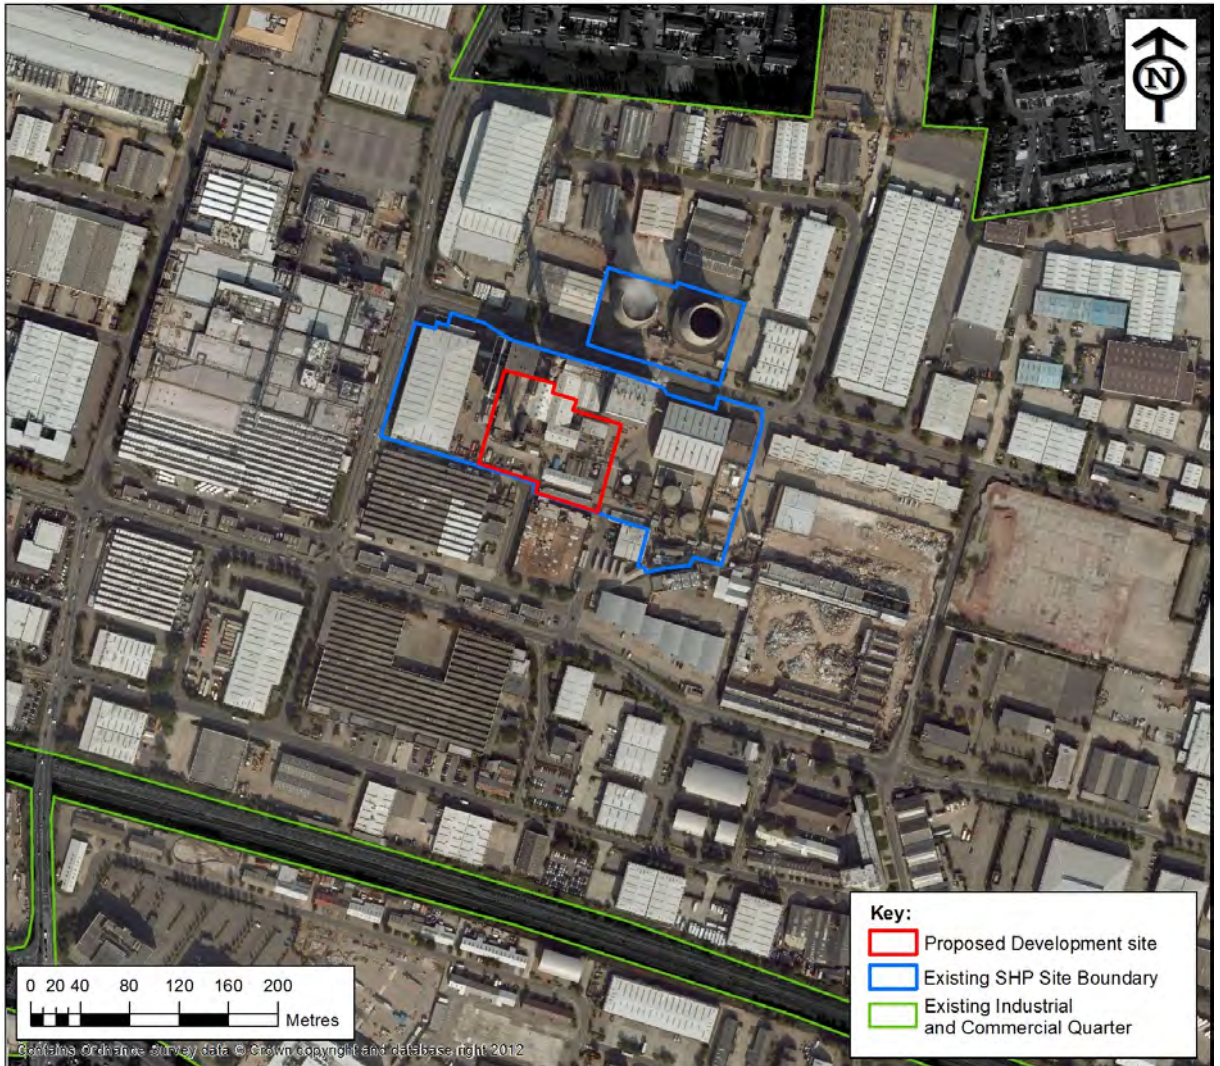 N
Key:
Proposed Development site
Existing SHP Site Boundary
Existing Industrial
and Commercial Quarter
0 20 40 80 120 160 200
Metres
Contains Ordnance Survey data © Crown copyright and database right 2012